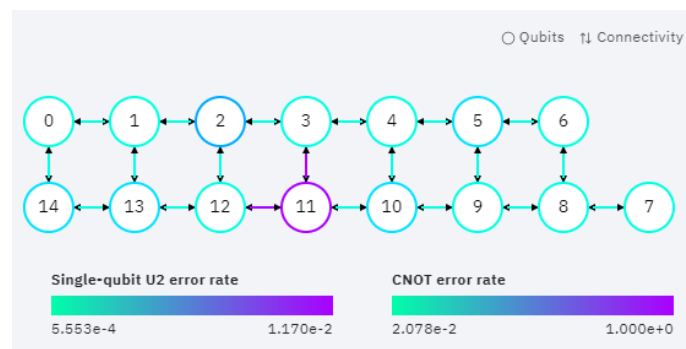 Qubits ⇅ Connectivity
0 1 2 3 4 5 6
14 13 12 11 10 9 8 7
Single-qubit U2 error rate CNOT error rate
5.553e-4 1.170e-2 2.078e-2 1.000e+0